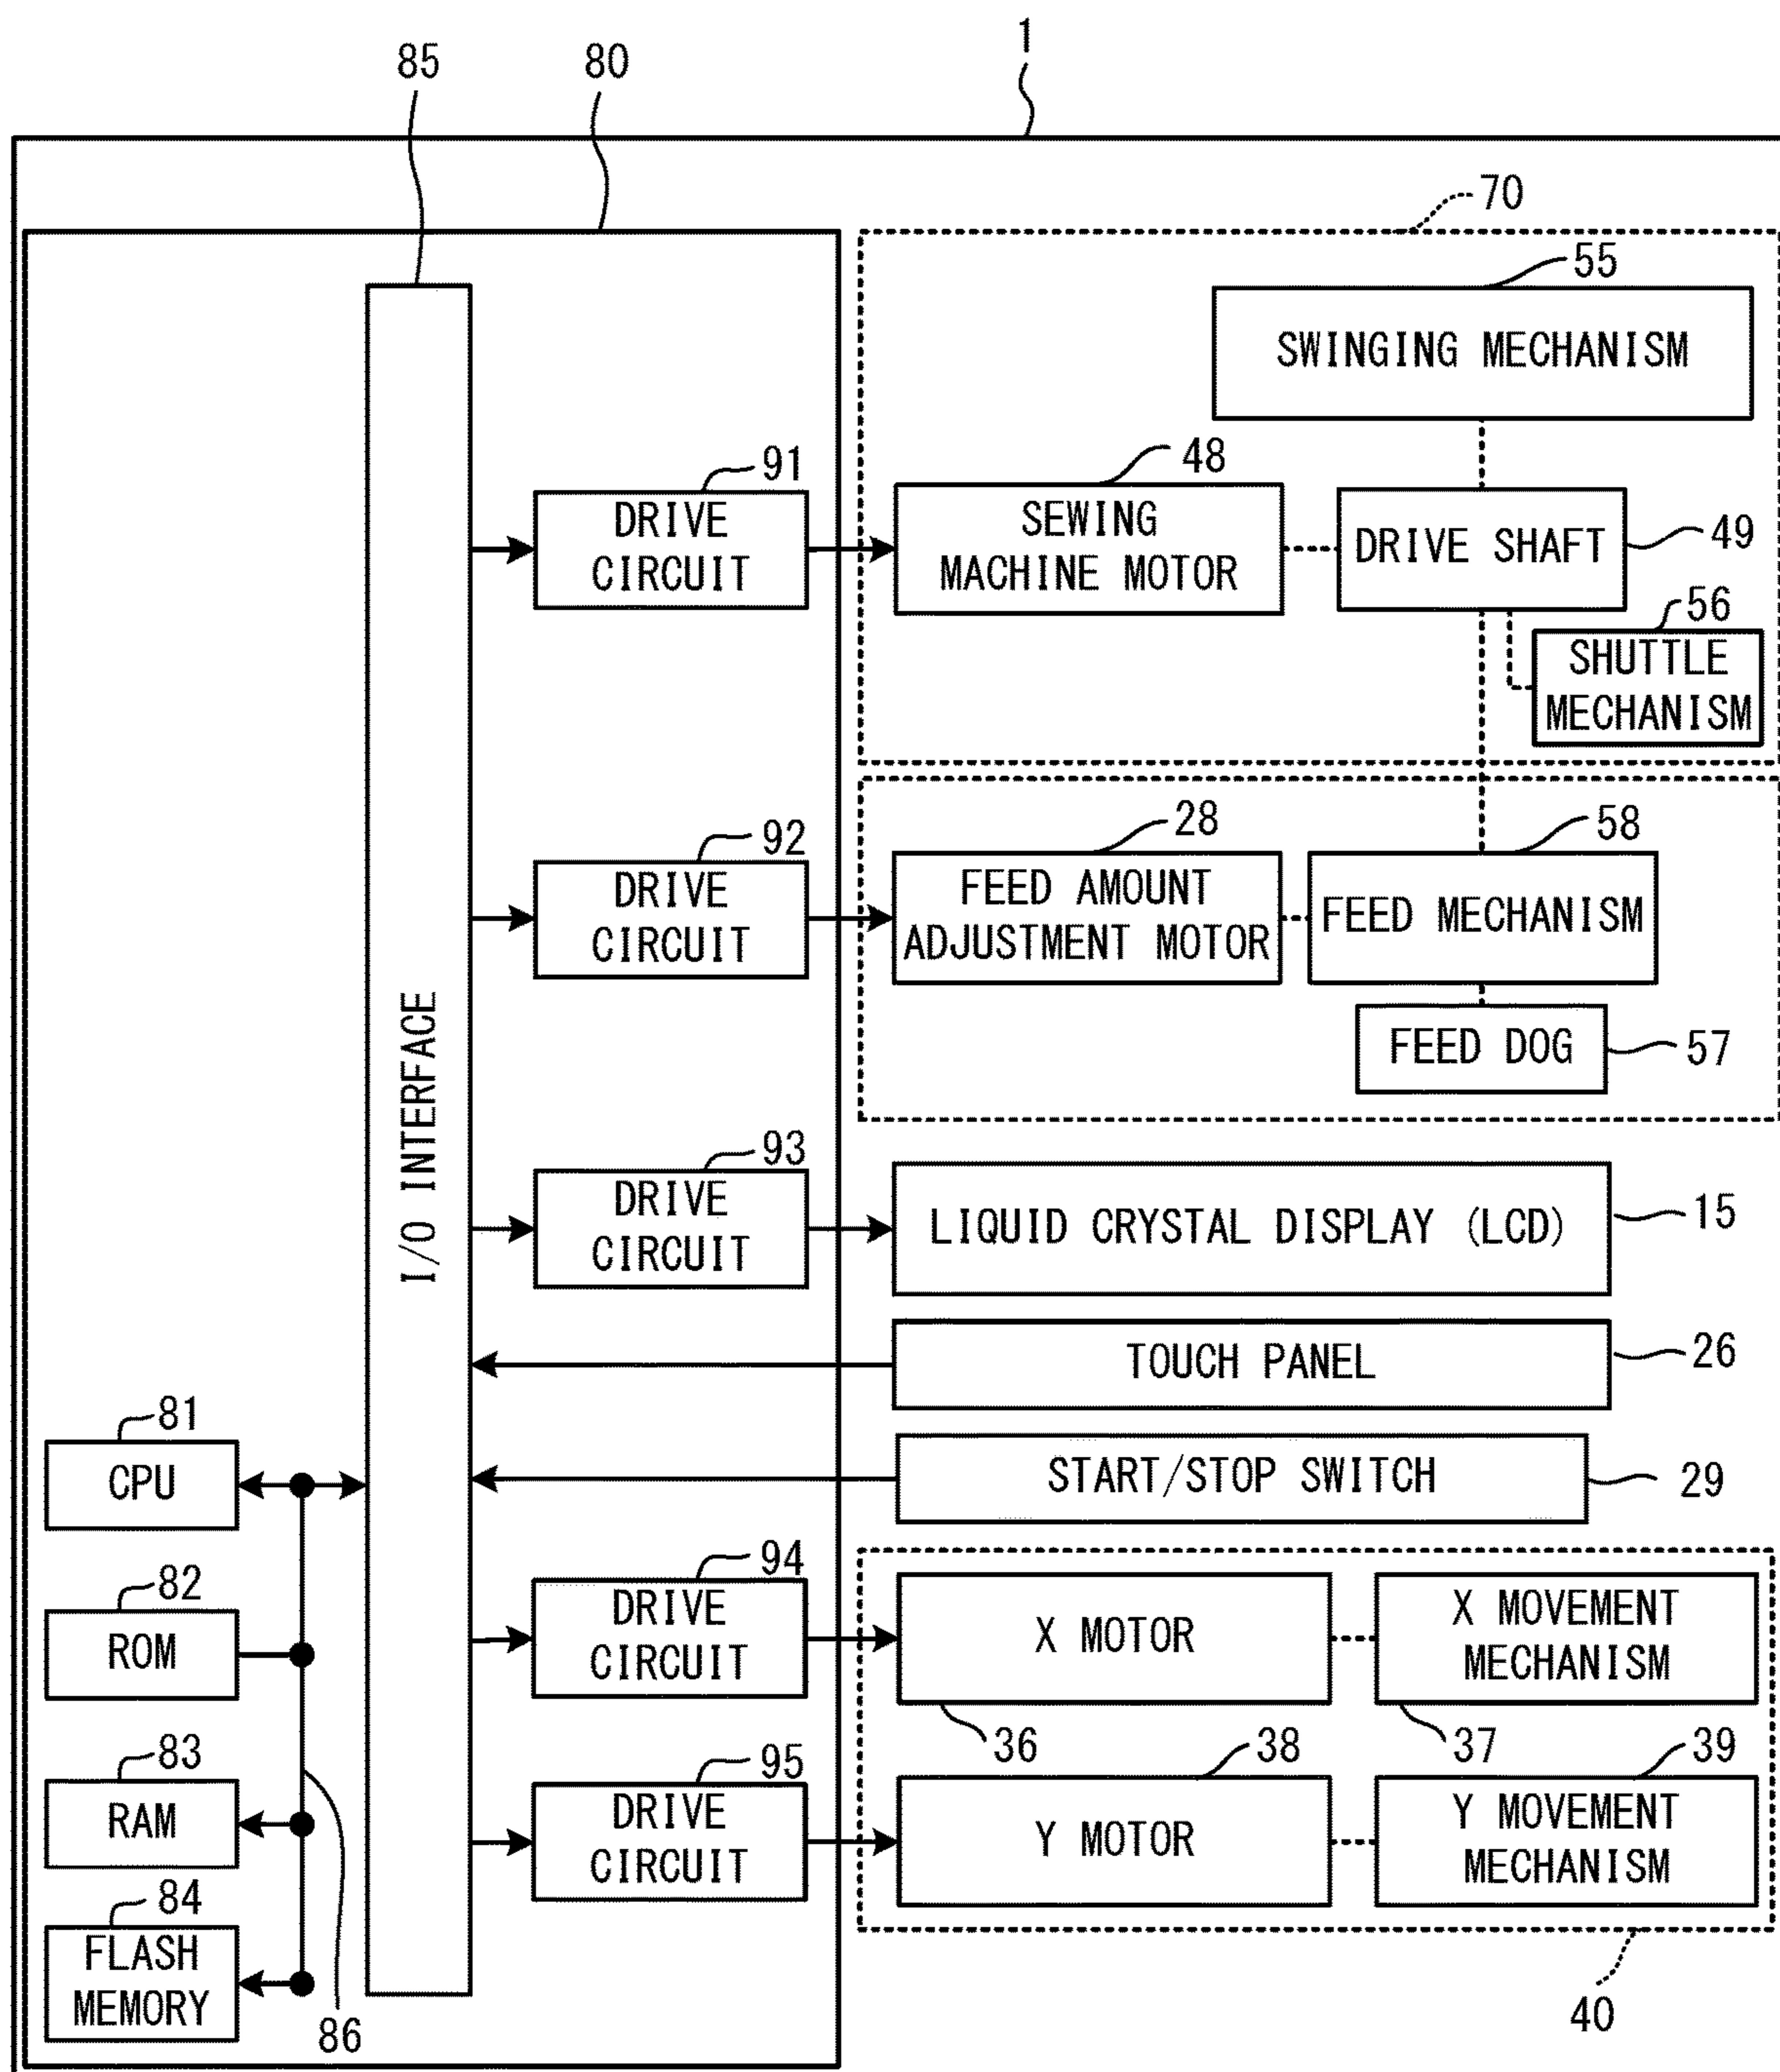 1
85
80
70
55
SWINGING MECHANISM
91
DRIVE
CIRCUIT
48
SEWING
MACHINE MOTOR
DRIVE SHAFT
49
56
SHUTTLE
MECHANISM
92
DRIVE
CIRCUIT
28
FEED AMOUNT
ADJUSTMENT MOTOR
58
FEED MECHANISM
FEED DOG
57
I/O INTERFACE
93
DRIVE
CIRCUIT
LIQUID CRYSTAL DISPLAY (LCD)
15
TOUCH PANEL
26
81
CPU
START/STOP SWITCH
29
82
ROM
94
DRIVE
CIRCUIT
X MOTOR
X MOVEMENT
MECHANISM
36
37
83
RAM
95
DRIVE
CIRCUIT
38
Y MOTOR
39
Y MOVEMENT
MECHANISM
84
FLASH
MEMORY
86
40